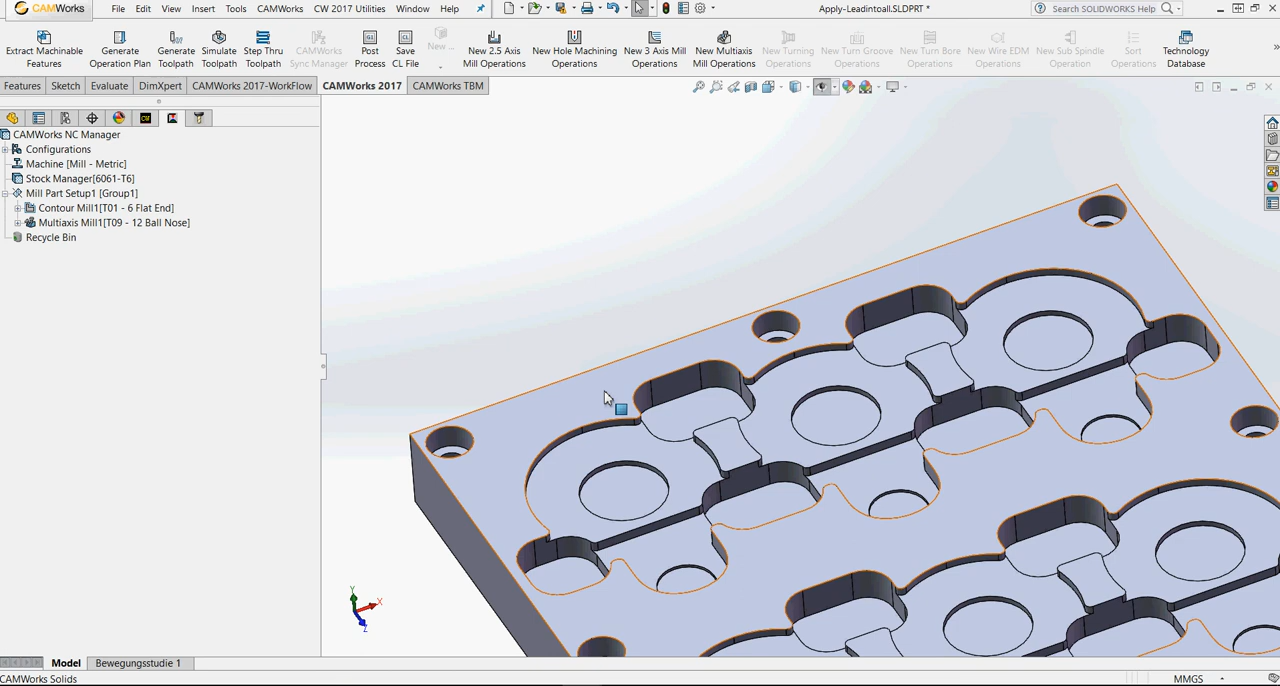 CAMWorks File Edit View Insert Tools CAMWorks CW 2017 Utilities Window Help Apply-Leadintoall.SLDPRT * Search SOLIDWORKS Help
Extract Machinable Features
Generate Operation Plan
Generate Toolpath
Simulate Toolpath
Step Thru Toolpath
CAMWorks Sync Manager
Post Process
Save CL File
New ...
New 2.5 Axis Mill Operations
New Hole Machining Operations
New 3 Axis Mill Operations
New Multiaxis Mill Operations
New Turning Operations
New Turn Groove Operations
New Turn Bore Operations
New Wire EDM Operations
New Sub Spindle Operation
Sort Operations
Technology Database
Features Sketch Evaluate DimXpert CAMWorks 2017-WorkFlow CAMWorks 2017 CAMWorks TBM
CAMWorks NC Manager
Configurations
Machine [Mill - Metric]
Stock Manager[6061-T6]
Mill Part Setup1 [Group1]
Contour Mill1[T01 - 6 Flat End]
Multiaxis Mill1[T09 - 12 Ball Nose]
Recycle Bin
Y
X
Z
Model Bewegungsstudie 1
CAMWorks Solids MMGS